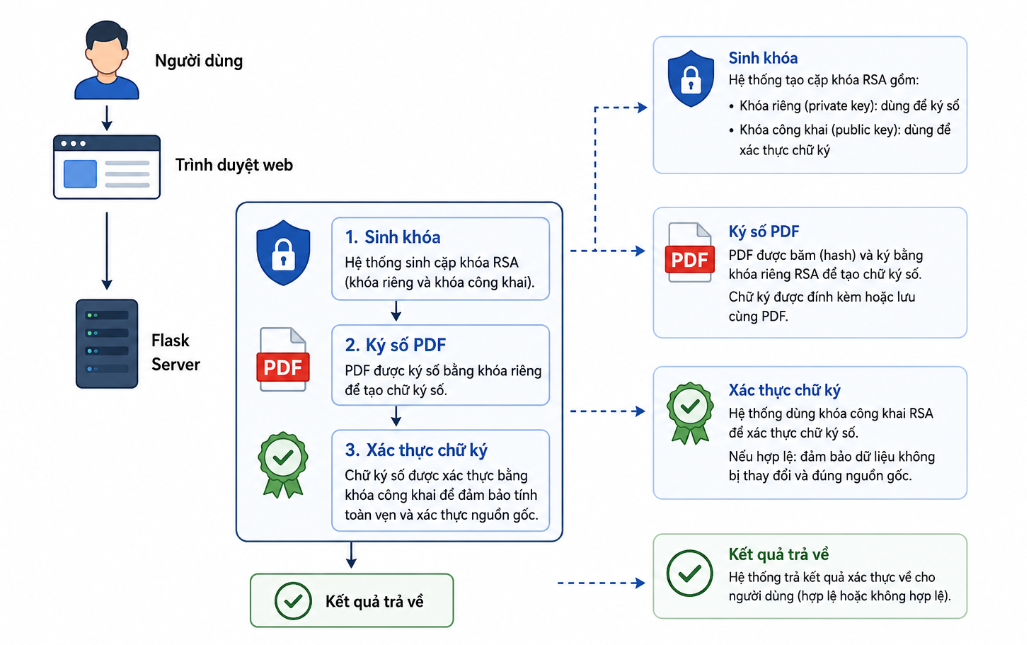 Người dùng
Trình duyệt web
Flask
Server
1. Sinh khóa
Hệ thống sinh cặp khóa RSA
(khóa riêng và khóa công khai).
PDF
2. Ký số PDF
PDF được ký số bằng khóa riêng
để tạo chữ ký số.
3. Xác thực chữ ký
Chữ ký số được xác thực bằng
khóa công khai để đảm bảo tính
toàn vẹn và xác thực nguồn gốc.
Kết quả trả về
Sinh khóa
Hệ thống tạo cặp khóa RSA gồm:
• Khóa riêng (private key): dùng để ký số
• Khóa công khai (public key): dùng để
xác thực chữ ký
PDF
Ký số PDF
PDF được băm (hash) và ký bằng
khóa riêng RSA để tạo chữ ký số.
Chữ ký được đính kèm hoặc lưu
cùng PDF.
Xác thực chữ ký
Hệ thống dùng khóa công khai RSA
để xác thực chữ ký số.
Nếu hợp lệ: đảm bảo dữ liệu không
bị thay đổi và đúng nguồn gốc.
Kết quả trả về
Hệ thống trả kết quả xác thực về cho
người dùng (hợp lệ hoặc không hợp lệ).